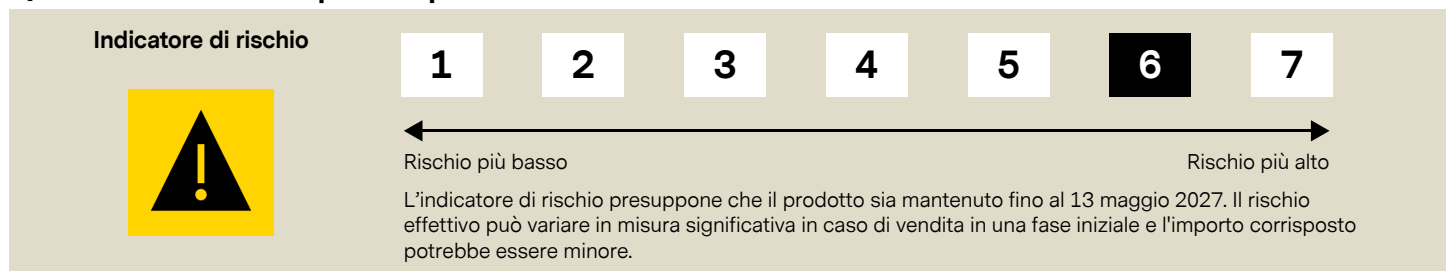 Indicatore di rischio
1 2 3 4 5 6 7
Rischio più basso Rischio più alto
L'indicatore di rischio presuppone che il prodotto sia mantenuto fino al 13 maggio 2027. Il rischio
effettivo può variare in misura significativa in caso di vendita in una fase iniziale e l'importo corrisposto
potrebbe essere minore.